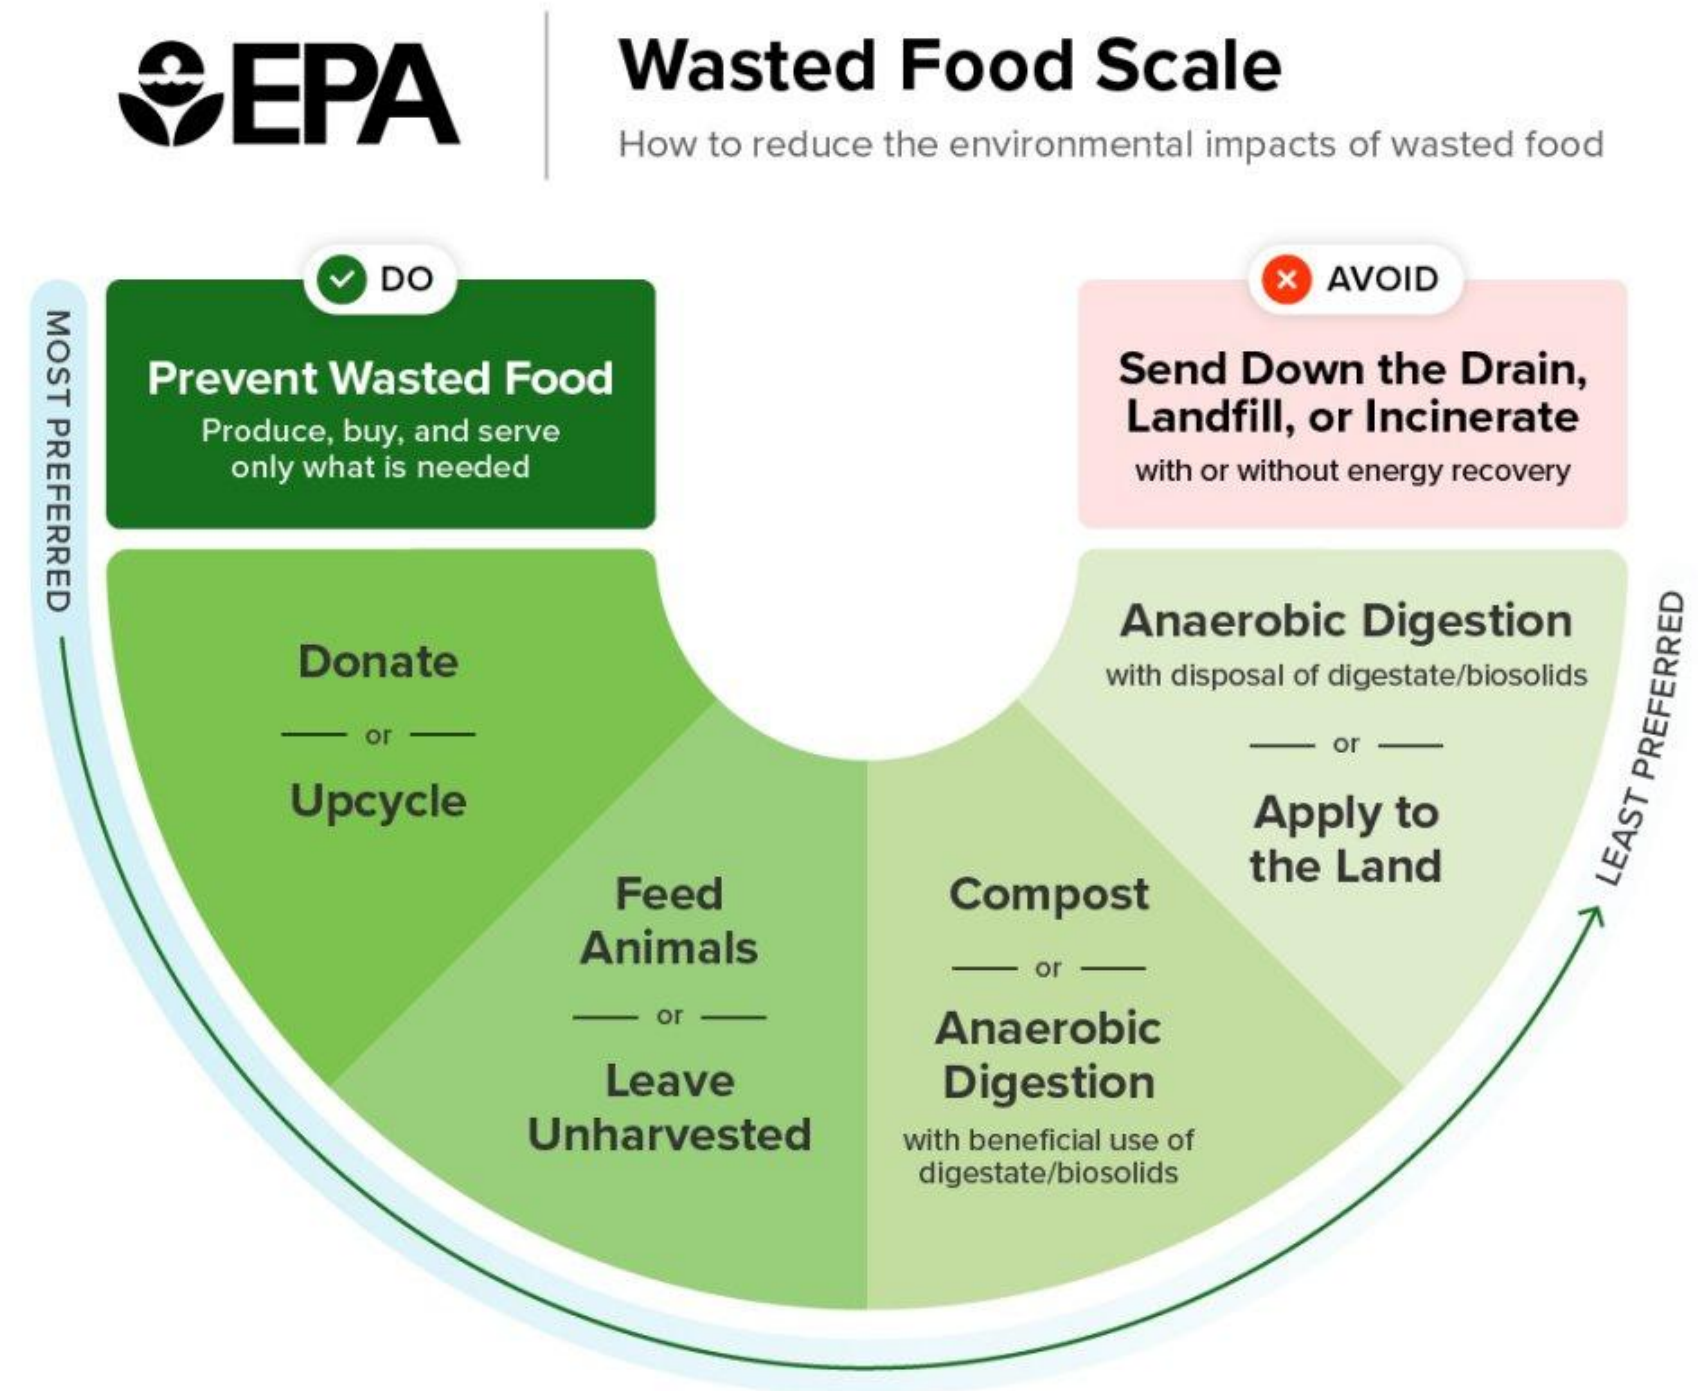 EPA
Wasted Food Scale
How to reduce the environmental impacts of wasted food
DO
Prevent Wasted Food
Produce, buy, and serve
only what is needed
AVOID
Send Down the Drain,
Landfill, or Incinerate
with or without energy recovery
MOST PREFERRED
Donate
or
Upcycle
Feed
Animals
or
Leave
Unharvested
Compost
or
Anaerobic
Digestion
with beneficial use of
digestate/biosolids
Anaerobic Digestion
with disposal of digestate/biosolids
or
Apply to
the Land
LEAST PREFERRED